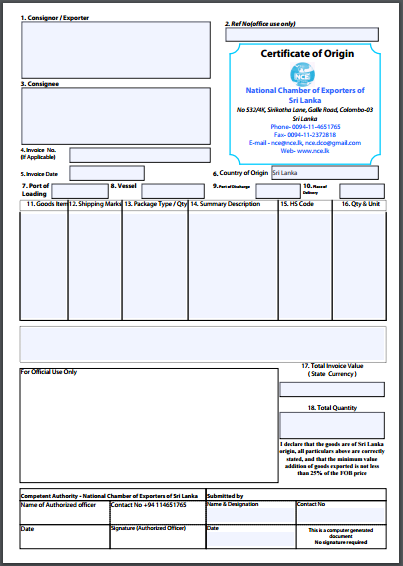 1. Consignor / Exporter
2. Ref No(office use only)
Certificate of Origin
NCE
National Chamber of Exporters of
Sri Lanka
No 532/4K, Sirikotha Lane, Galle Road, Colombo-03
Sri Lanka
Phone- 0094-11-4651765
Fax- 0094-11-2372818
E-mail - nce@nce.lk, nce.dco@gmail.com
Web- www.nce.lk
3. Consignee
4. Invoice No.
(If Applicable)
5. Invoice Date
6. Country of Origin Sri Lanka
7. Port of
Loading
8. Vessel
9. Port of Discharge
10. Place of
Delivery
11. Goods Item 12. Shipping Marks 13. Package Type / Qty 14. Summary Description 15. HS Code 16. Qty & Unit
For Official Use Only
17. Total Invoice Value
( State Currency )
18. Total Quantity
I declare that the goods are of Sri Lanka
origin, all particulars above are correctly
stated, and that the minimum value
addition of goods exported is not less
than 25% of the FOB price
Competent Authority - National Chamber of Exporters of Sri Lanka Submitted by
Name of Authorized officer Contact No +94 114651765 Name & Designation Contact No
Date Signature (Authorized Officer) Date
This is a computer generated
document
No signature required